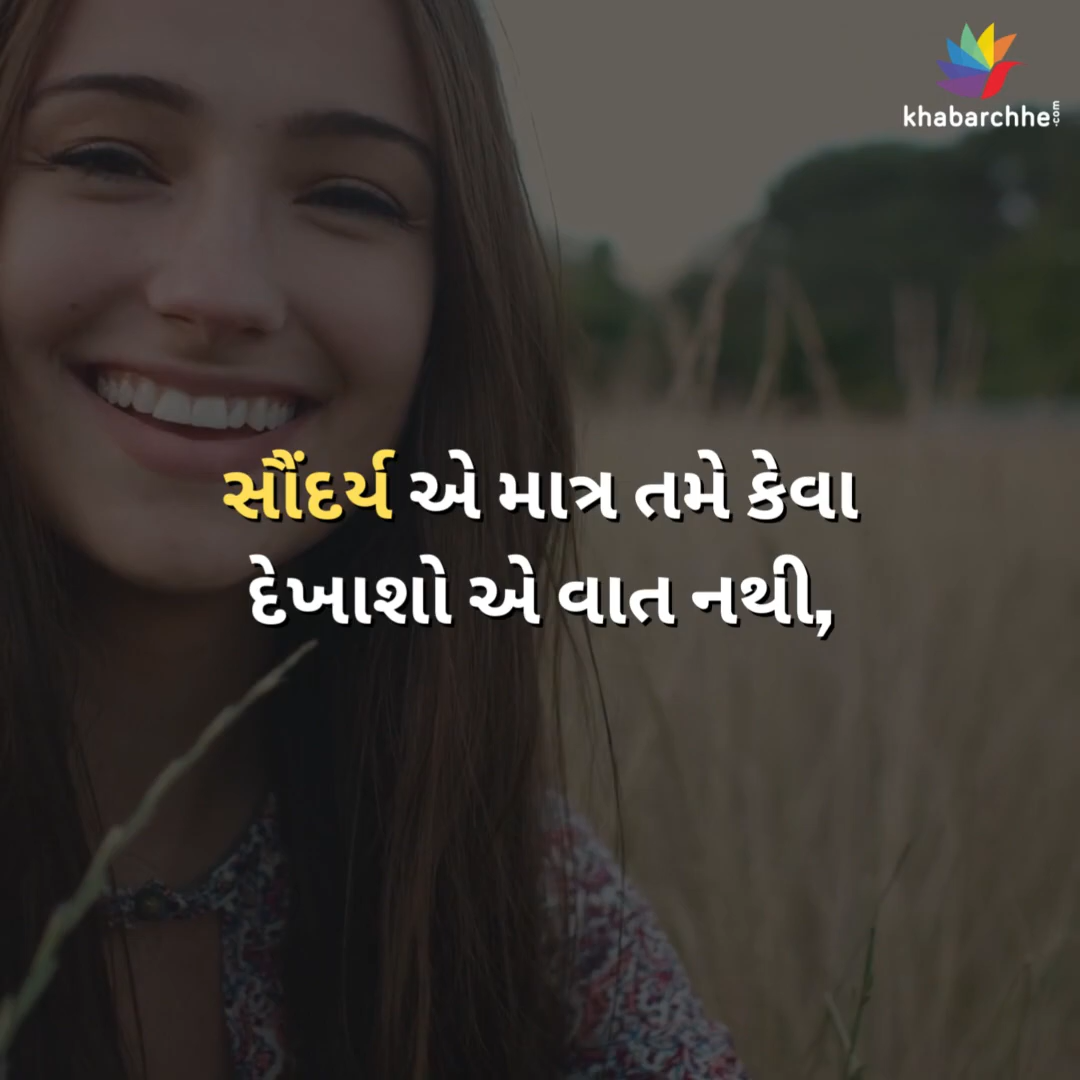 khabarchhe.com
સૌંદર્ય એ માત્ર તમે કેવા
દેખાશો એ વાત નથી,